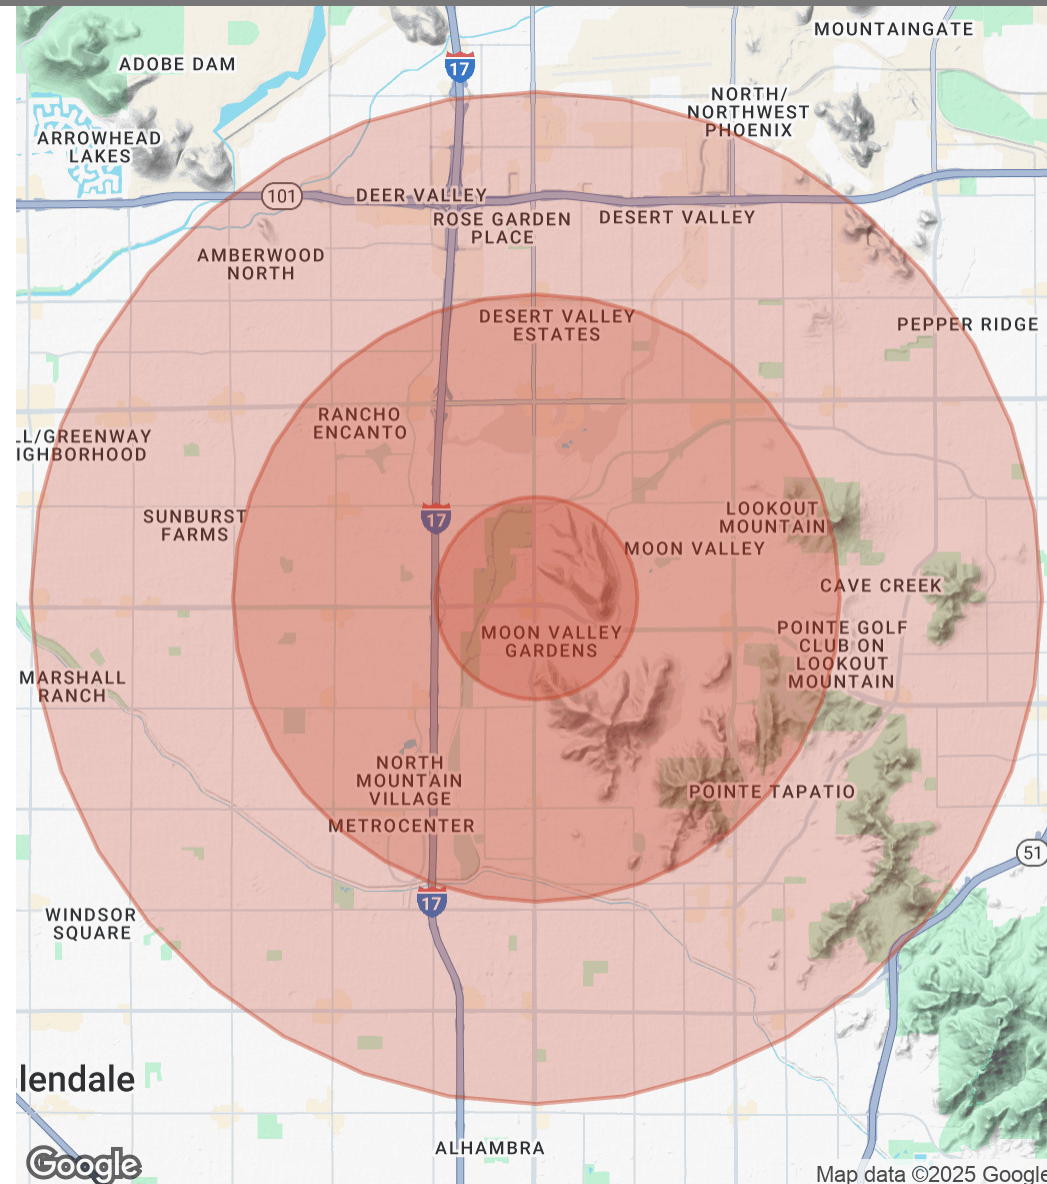 MOUNTAINGATE
ADOBE DAM
17
NORTH/
NORTHWEST
PHOENIX
ARROWHEAD
LAKES
101
DEER VALLEY
ROSE GARDEN
PLACE
DESERT VALLEY
AMBERWOOD
NORTH
DESERT VALLEY
ESTATES
PEPPER RIDGE
RANCHO
ENCANTO
LL/GREENWAY
IGHBORHOOD
SUNBURST
FARMS
17
LOOKOUT
MOUNTAIN
MOON VALLEY
CAVE CREEK
MOON VALLEY
GARDENS
POINTE GOLF
CLUB ON
LOOKOUT
MOUNTAIN
MARSHALL
RANCH
NORTH
MOUNTAIN
VILLAGE
POINTE TAPATIO
METROCENTER
51
17
WINDSOR
SQUARE
lendale
ALHAMBRA
Google
Map data ©2025 Google